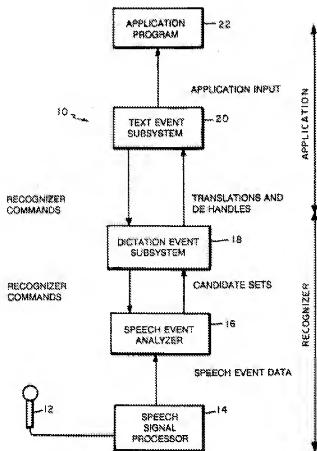 APPLICATION
PROGRAM
22
APPLICATION INPUT
10
TEXT EVENT
SUBSYSTEM
20
APPLICATION
RECOGNIZER
COMMANDS
TRANSLATIONS AND
DE HANDLES
DICTATION EVENT
SUBSYSTEM
18
RECOGNIZER
COMMANDS
CANDIDATE SETS
SPEECH EVENT
ANALYZER
16
RECOGNIZER
SPEECH EVENT DATA
12
SPEECH
SIGNAL
PROCESSOR
14